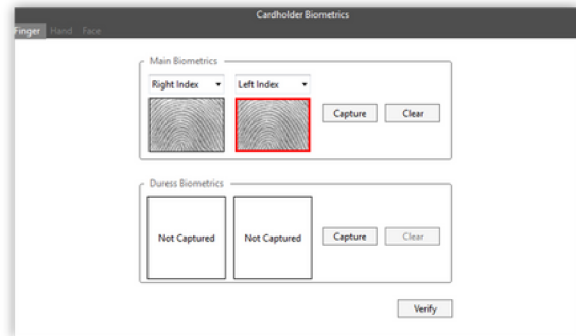 Cardholder Biometrics
Finger Hand Face
Main Biometrics
Right Index Left Index
Capture Clear
Duress Biometrics
Not Captured Not Captured
Capture Clear
Verify